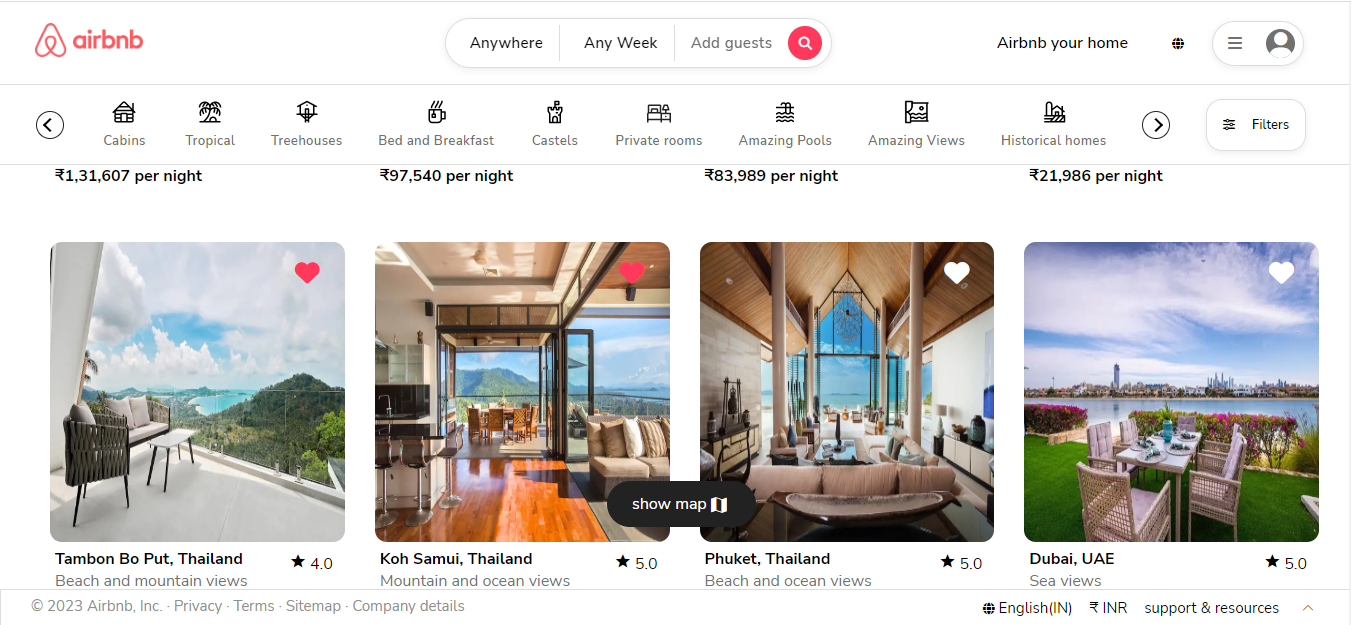 airbnb
Anywhere Any Week Add guests
Airbnb your home
Cabins Tropical Treehouses Bed and Breakfast Castels Private rooms Amazing Pools Amazing Views Historical homes
Filters
₹1,31,607 per night ₹97,540 per night ₹83,989 per night ₹21,986 per night
show map
Tambon Bo Put, Thailand 4.0 Koh Samui, Thailand 5.0 Phuket, Thailand 5.0 Dubai, UAE 5.0
Beach and mountain views Mountain and ocean views Beach and ocean views Sea views
© 2023 Airbnb, Inc. · Privacy · Terms · Sitemap · Company details
English(IN) ₹ INR support & resources